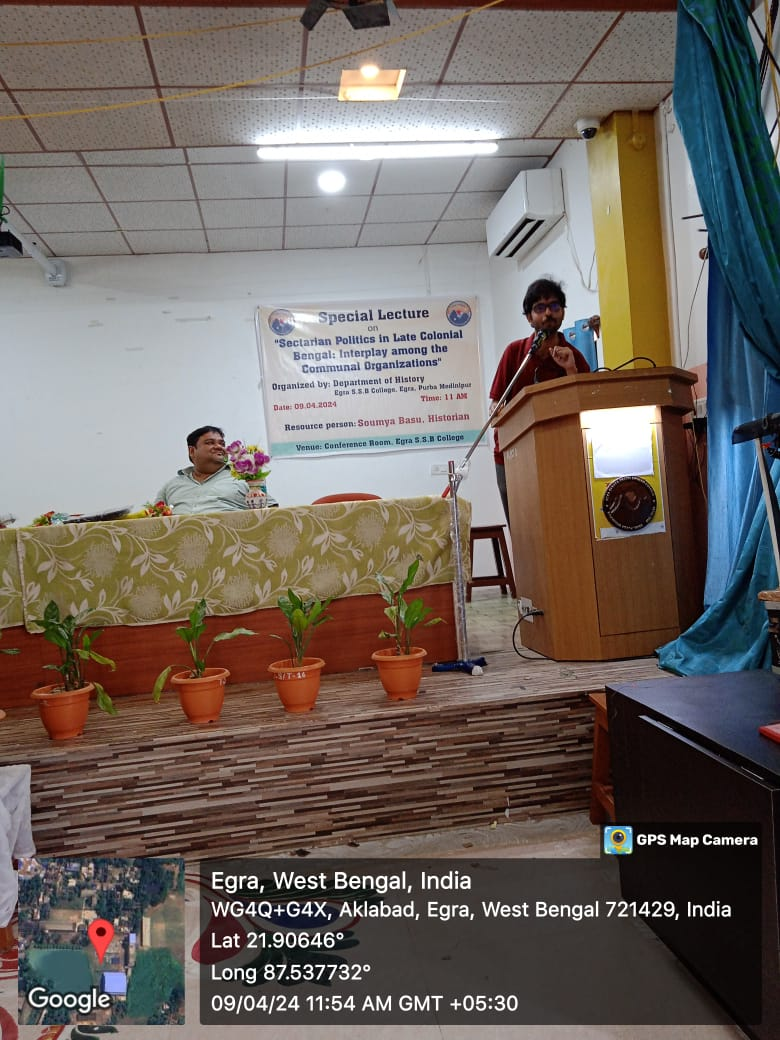 Special Lecture
on
"Sectarian Politics in Late Colonial
Bengal: Interplay among the
Communal Organizations"
Organized by: Department of History
Egra S.S.B College, Egra, Purba Medinipur
Date: 09.04.2024 Time: 11 AM
Resource person: Soumya Basu, Historian
Venue: Conference Room, Egra S.S.B College
GPS Map Camera
Egra, West Bengal, India
WG4Q+G4X, Aklabad, Egra, West Bengal 721429, India
Lat 21.90646°
Long 87.537732°
09/04/24 11:54 AM GMT +05:30
Google